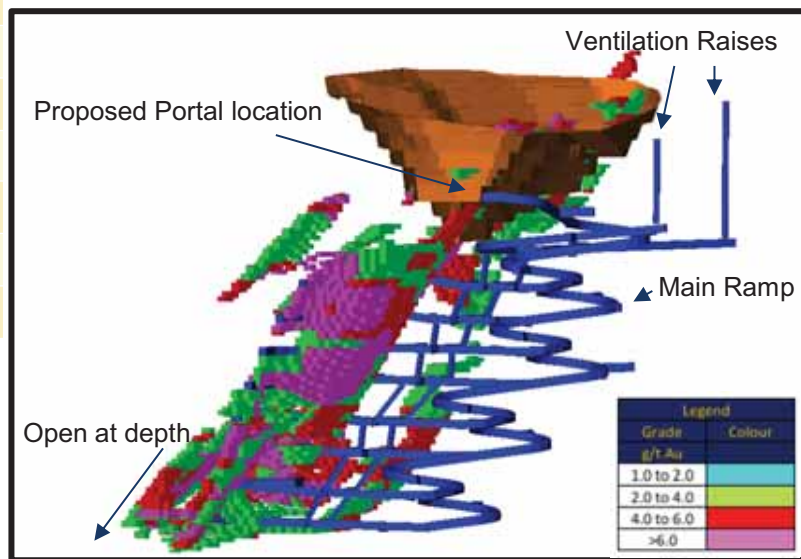 Ventilation Raises
Proposed Portal location
Main Ramp
Open at depth
Legend
Grade Colour
g/t Au
1.0 to 2.0
2.0 to 4.0
4.0 to 6.0
>6.0